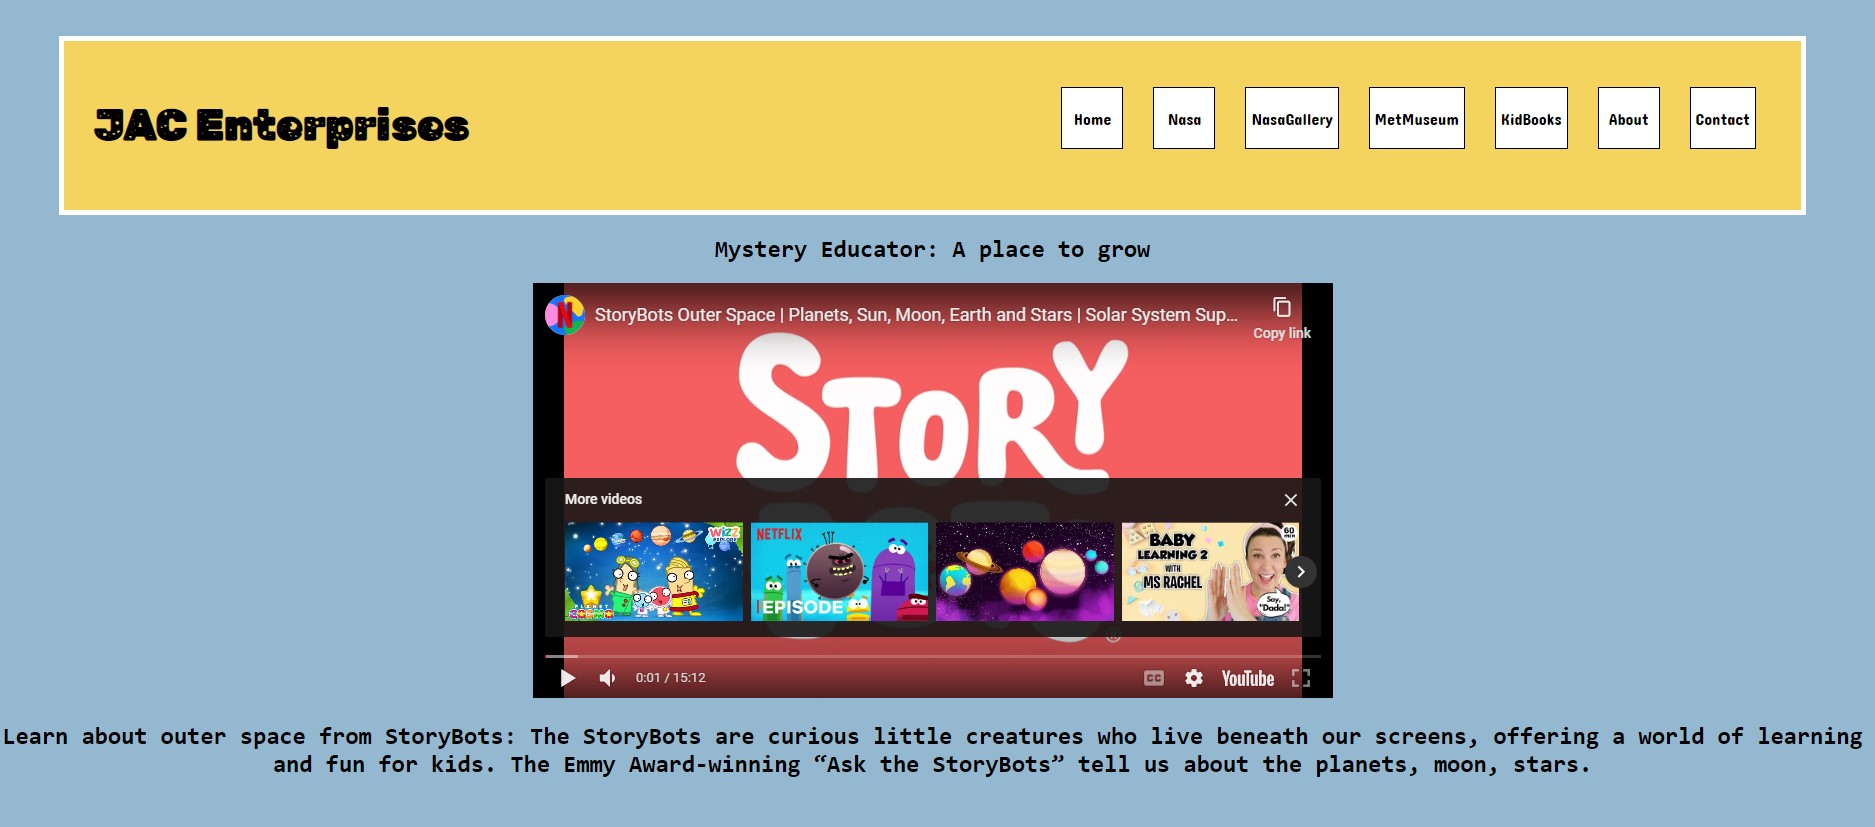 JAC Enterprises
Home
Nasa
NasaGallery
MetMuseum
KidBooks
About
Contact
Mystery Educator: A place to grow
StoryBots Outer Space | Planets, Sun, Moon, Earth and Stars | Solar System Sup...
Copy link
STORY
More videos
WIZZ
EXPLORE
PLANET
COSMO
NETFLIX
EPISODE
BABY
LEARNING 2
WITH
MS RACHEL
60
min
Say,
"Dada!"
0:01 / 15:12
CC
YouTube
Learn about outer space from StoryBots: The StoryBots are curious little creatures who live beneath our screens, offering a world of learning
and fun for kids. The Emmy Award-winning “Ask the StoryBots” tell us about the planets, moon, stars.